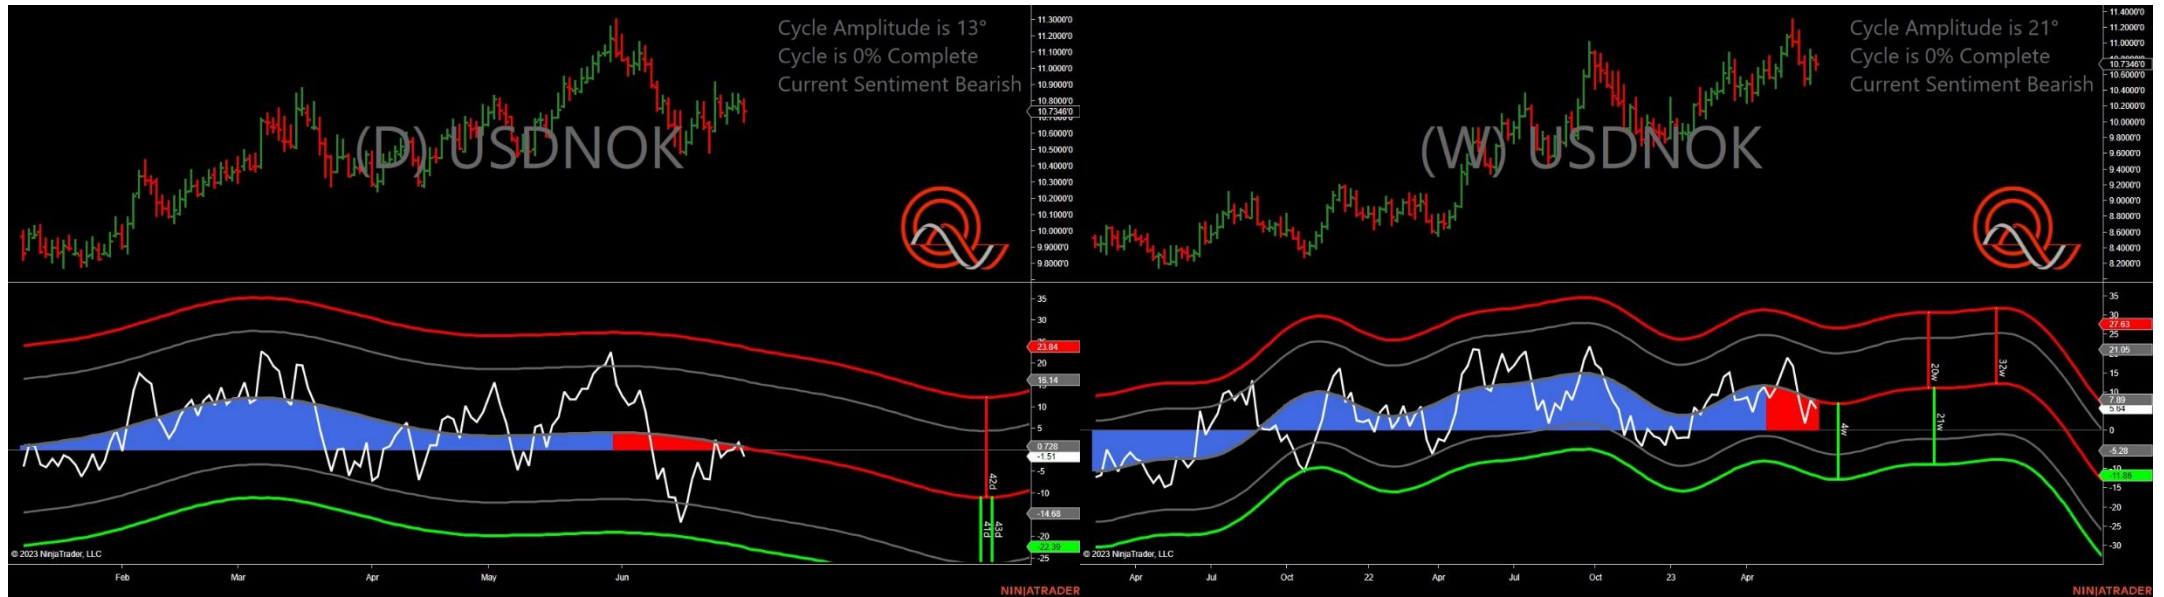 Cycle Amplitude is 13°
Cycle is 0% Complete
Current Sentiment Bearish
(D) USDNOK
11.3000'0
11.2000'0
11.1000'0
11.0000'0
10.9000'0
10.8000'0
10.7346'0
10.6000'0
10.5000'0
10.4000'0
10.3000'0
10.2000'0
10.1000'0
10.0000'0
9.9000'0
9.8000'0
35
30
23.84
20
16.14
10
5
0.728
-1.51
-5
-10
-14.68
-20
-22.39
-25
42d
41d
43d
© 2023 NinjaTrader, LLC
Feb
Mar
Apr
May
Jun
NINJATRADER
Cycle Amplitude is 21°
Cycle is 0% Complete
Current Sentiment Bearish
(W) USDNOK
11.4000'0
11.2000'0
11.0000'0
10.7346'0
10.6000'0
10.4000'0
10.2000'0
10.0000'0
9.8000'0
9.6000'0
9.4000'0
9.2000'0
9.0000'0
8.8000'0
8.6000'0
8.4000'0
8.2000'0
35
30
27.63
25
21.05
15
10
7.89
5.64
0
-5.28
-10
-11.86
-15
-20
-25
-30
20w
32w
4w
21w
© 2023 NinjaTrader, LLC
Apr
Jul
Oct
22
Apr
Jul
Oct
23
Apr
NINJATRADER